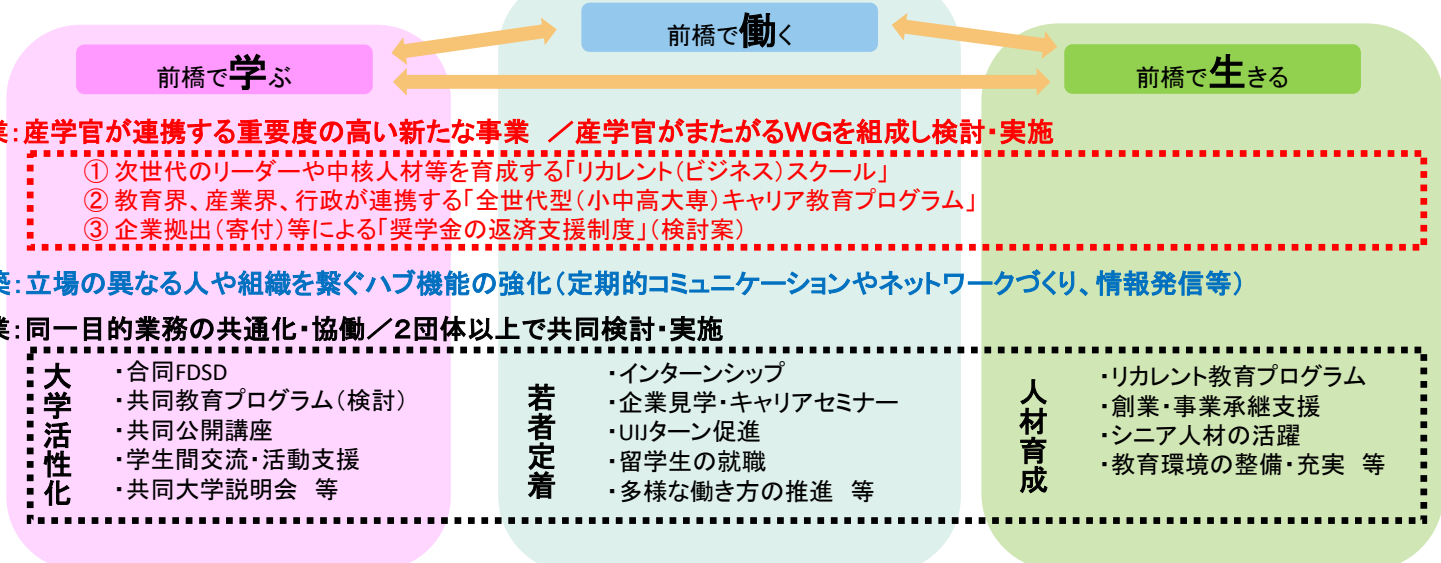 前橋で働く
前橋で学ぶ
前橋で生きる
業:産学官が連携する重要度の高い新たな事業 /産学官がまたがるWGを組成し検討・実施
① 次世代のリーダーや中核人材等を育成する「リカレント(ビジネス)スクール」
② 教育界、産業界、行政が連携する「全世代型(小中高大専)キャリア教育プログラム」
③ 企業拠出(寄付)等による「奨学金の返済支援制度」(検討案)
築:立場の異なる人や組織を繋ぐハブ機能の強化(定期的コミュニケーションやネットワークづくり、情報発信等)
業:同一目的業務の共通化・協働/2団体以上で共同検討・実施
大学活性化
・合同FDSD
・共同教育プログラム(検討)
・共同公開講座
・学生間交流・活動支援
・共同大学説明会 等
若者定着
・インターンシップ
・企業見学・キャリアセミナー
・UIJターン促進
・留学生の就職
・多様な働き方の推進 等
人材育成
・リカレント教育プログラム
・創業・事業承継支援
・シニア人材の活躍
・教育環境の整備・充実 等